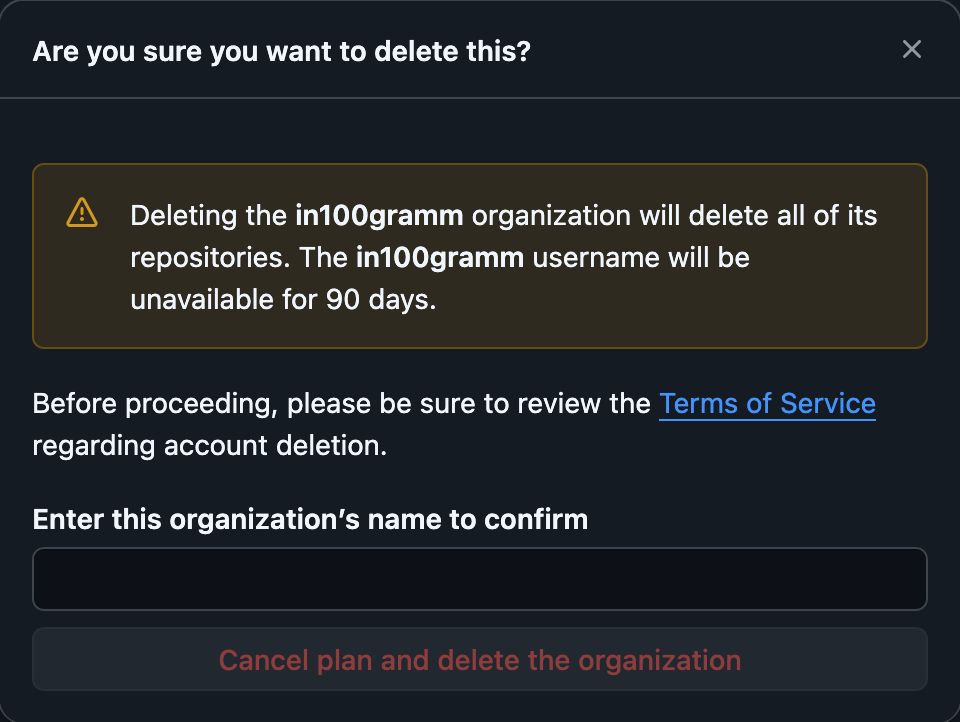 Are you sure you want to delete this?
Deleting the in100gramm organization will delete all of its
repositories. The in100gramm username will be
unavailable for 90 days.
Before proceeding, please be sure to review the Terms of Service
regarding account deletion.
Enter this organization’s name to confirm
Cancel plan and delete the organization